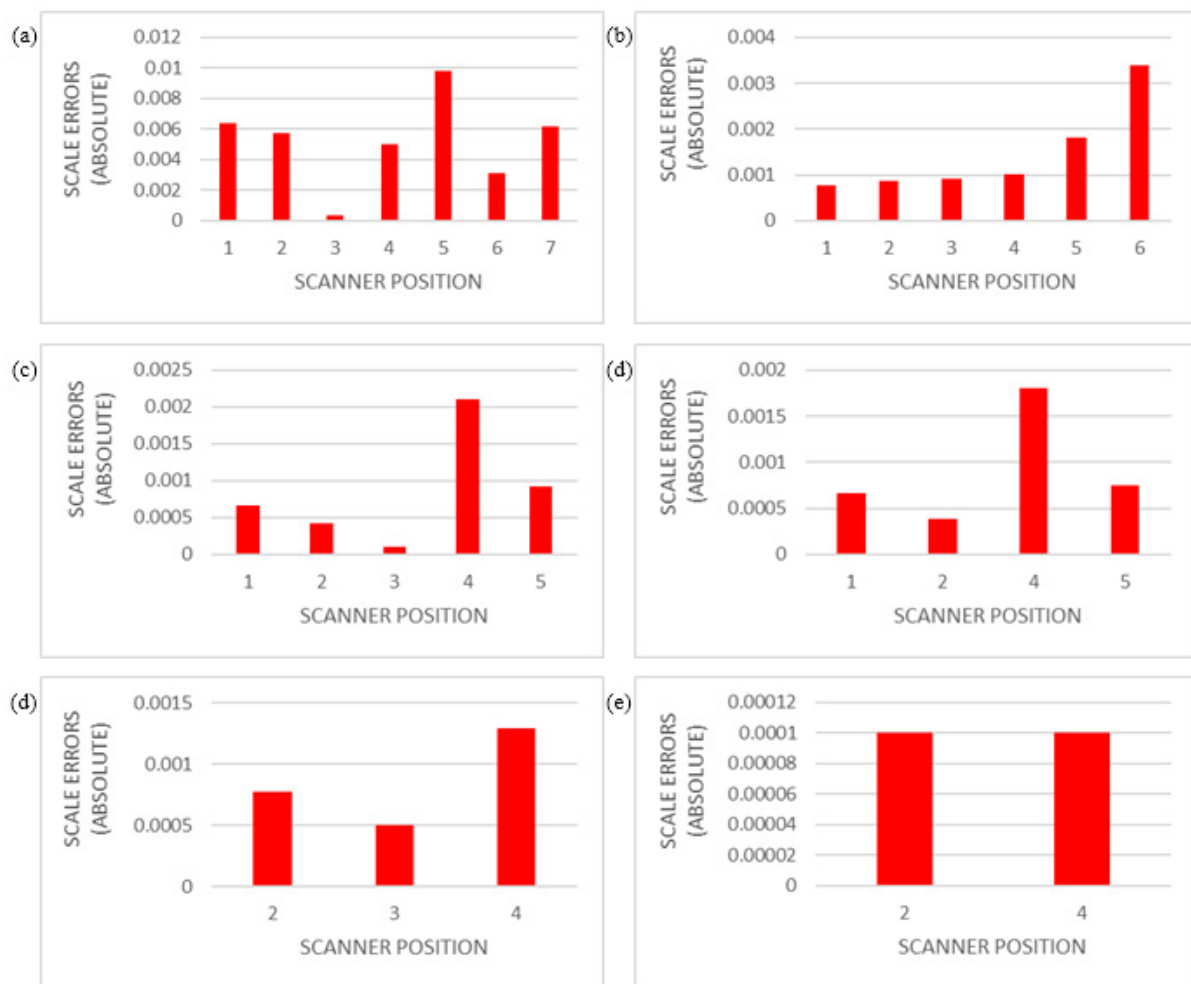 (a)
SCALE ERRORS
(ABSOLUTE)
0.012
0.01
0.008
0.006
0.004
0.002
0
1 2 3 4 5 6 7
SCANNER POSITION
(b)
SCALE ERRORS
(ABSOLUTE)
0.004
0.003
0.002
0.001
0
1 2 3 4 5 6
SCANNER POSITION
(c)
SCALE ERRORS
(ABSOLUTE)
0.0025
0.002
0.0015
0.001
0.0005
0
1 2 3 4 5
SCANNER POSITION
(d)
SCALE ERRORS
(ABSOLUTE)
0.002
0.0015
0.001
0.0005
0
1 2 4 5
SCANNER POSITION
(d)
SCALE ERRORS
(ABSOLUTE)
0.0015
0.001
0.0005
0
2 3 4
SCANNER POSITION
(e)
SCALE ERRORS
(ABSOLUTE)
0.00012
0.0001
0.00008
0.00006
0.00004
0.00002
0
2 4
SCANNER POSITION